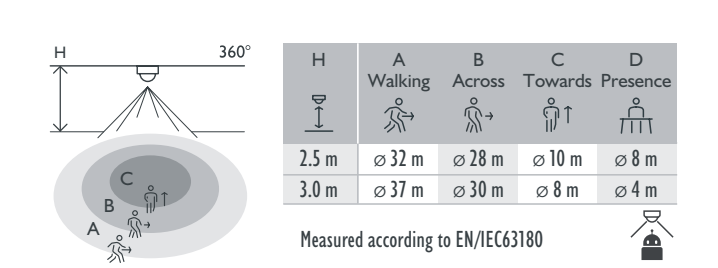 H 360°
C
B
A
H A B C D
Walking Across Towards Presence
2.5 m ⌀ 32 m ⌀ 28 m ⌀ 10 m ⌀ 8 m
3.0 m ⌀ 37 m ⌀ 30 m ⌀ 8 m ⌀ 4 m
Measured according to EN/IEC63180